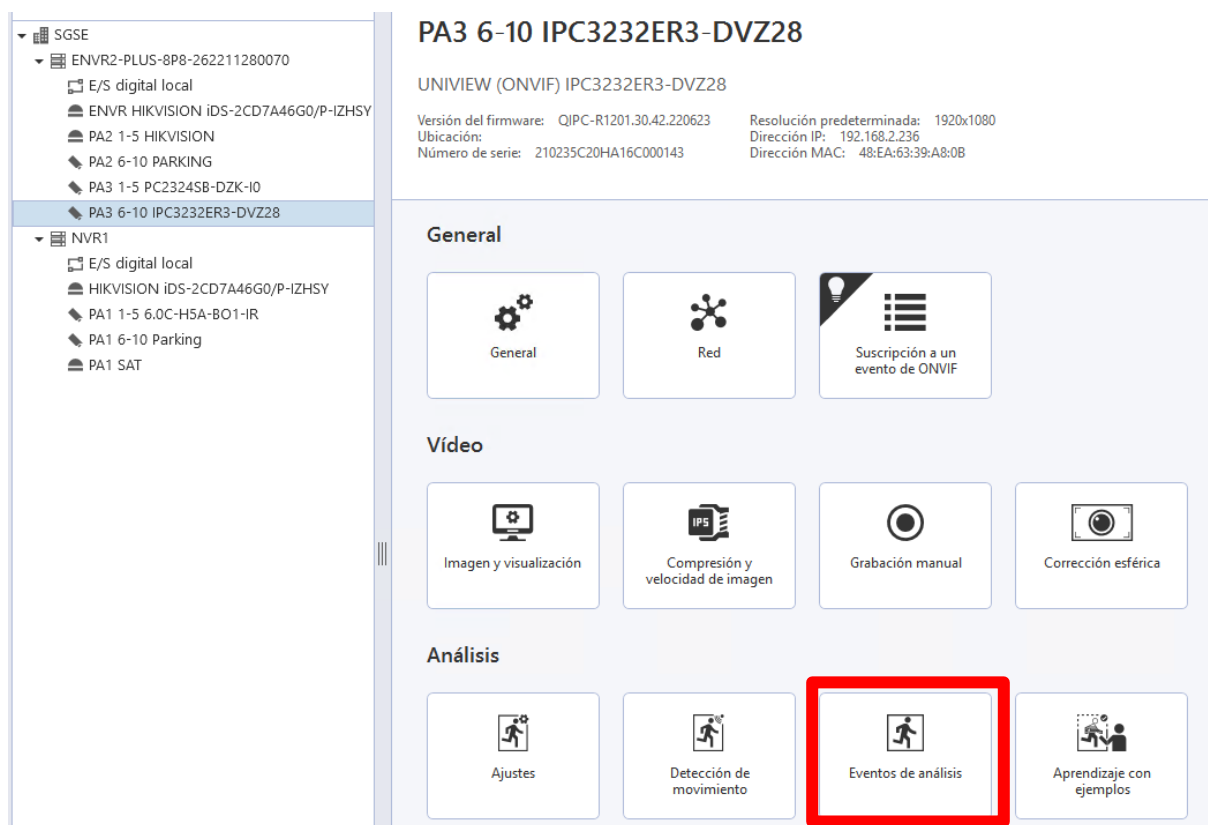 SGSE
ENVR2-PLUS-8P8-262211280070
E/S digital local
ENVR HIKVISION iDS-2CD7A46G0/P-IZHSY
PA2 1-5 HIKVISION
PA2 6-10 PARKING
PA3 1-5 PC2324SB-DZK-I0
PA3 6-10 IPC3232ER3-DVZ28
NVR1
E/S digital local
HIKVISION iDS-2CD7A46G0/P-IZHSY
PA1 1-5 6.0C-H5A-BO1-IR
PA1 6-10 Parking
PA1 SAT
PA3 6-10 IPC3232ER3-DVZ28
UNIVIEW (ONVIF) IPC3232ER3-DVZ28
Versión del firmware: QIPC-R1201.30.42.220623 Resolución predeterminada: 1920x1080
Ubicación: Dirección IP: 192.168.2.236
Número de serie: 210235C20HA16C000143 Dirección MAC: 48:EA:63:39:A8:0B
General
General
Red
Suscripción a un
evento de ONVIF
Vídeo
IPS
Imagen y visualización
Compresión y
velocidad de imagen
Grabación manual
Corrección esférica
Análisis
Ajustes
Detección de
movimiento
Eventos de análisis
Aprendizaje con
ejemplos